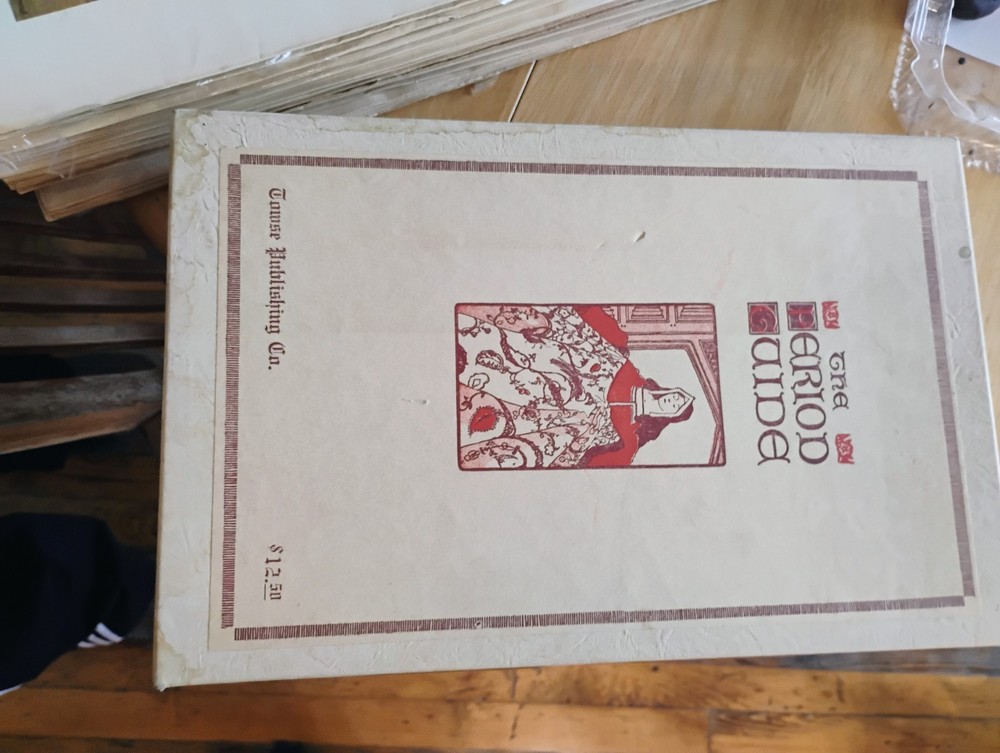 THE
PERIOD
GUIDE
Towse Publishing Co.
$12.50